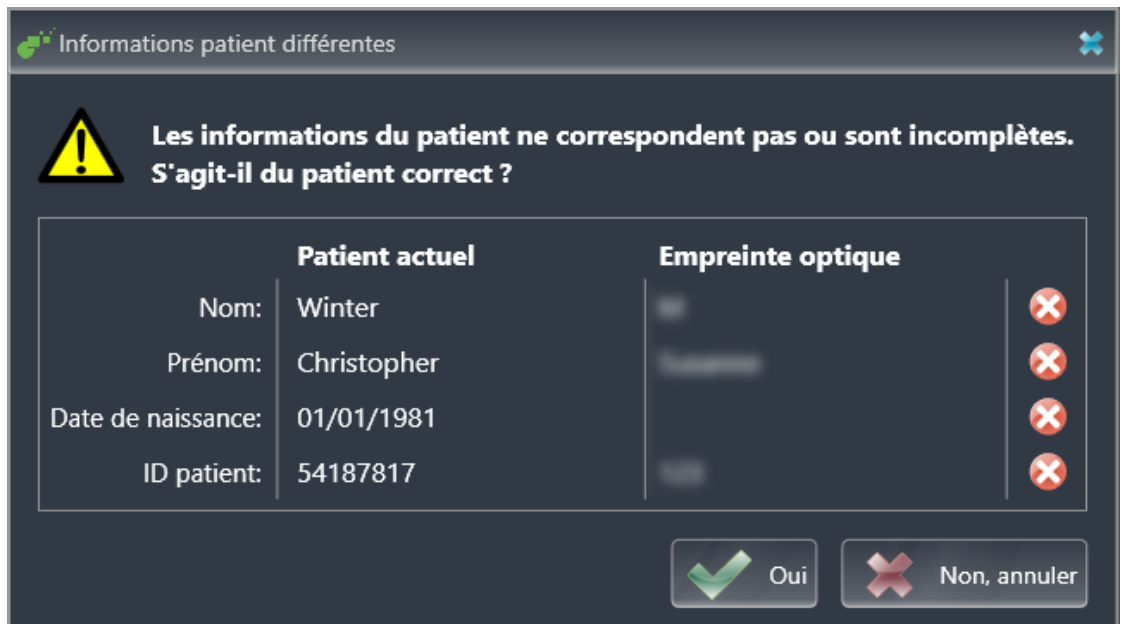 Informations patient différentes
Les informations du patient ne correspondent pas ou sont incomplètes.
S'agit-il du patient correct ?
Patient actuel Empreinte optique
Nom: Winter
Prénom: Christopher
Date de naissance: 01/01/1981
ID patient: 54187817
Oui Non, annuler